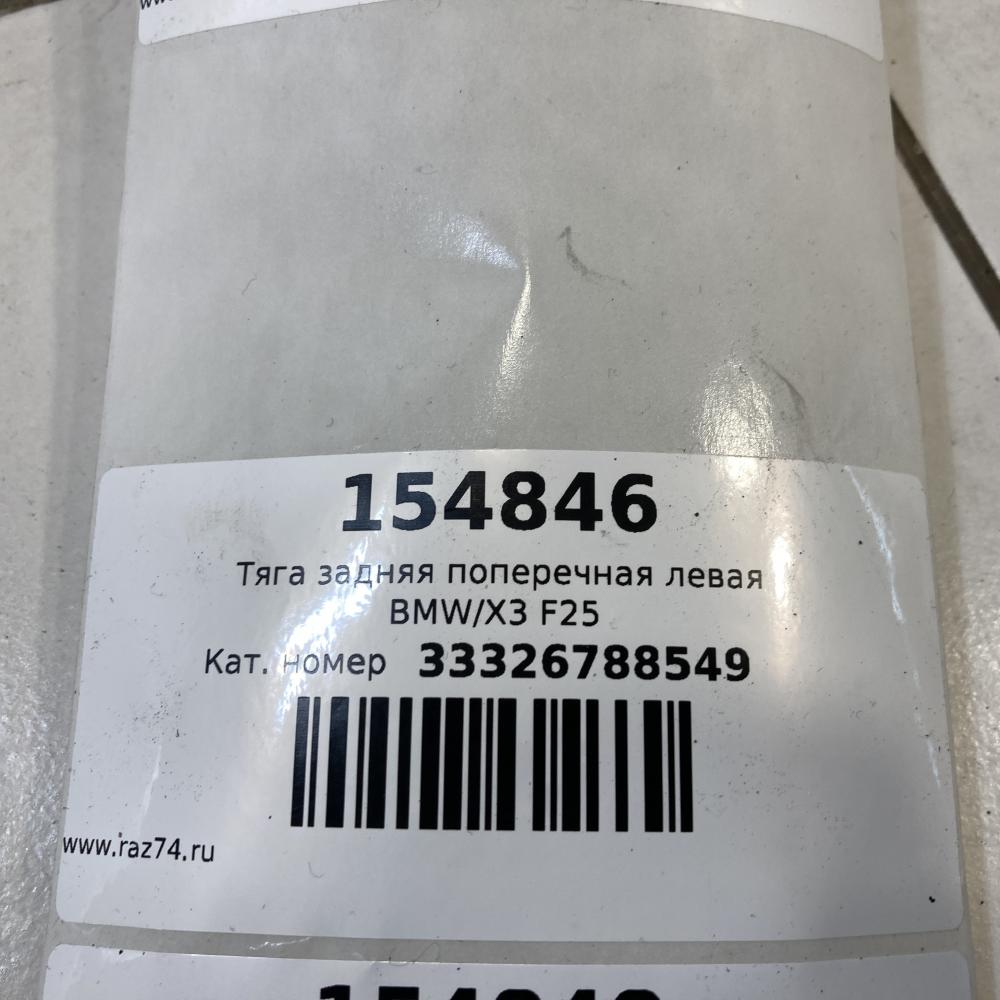 154846
Тяга задняя поперечная левая
BMW/X3 F25
Кат. номер 33326788549
www.raz74.ru